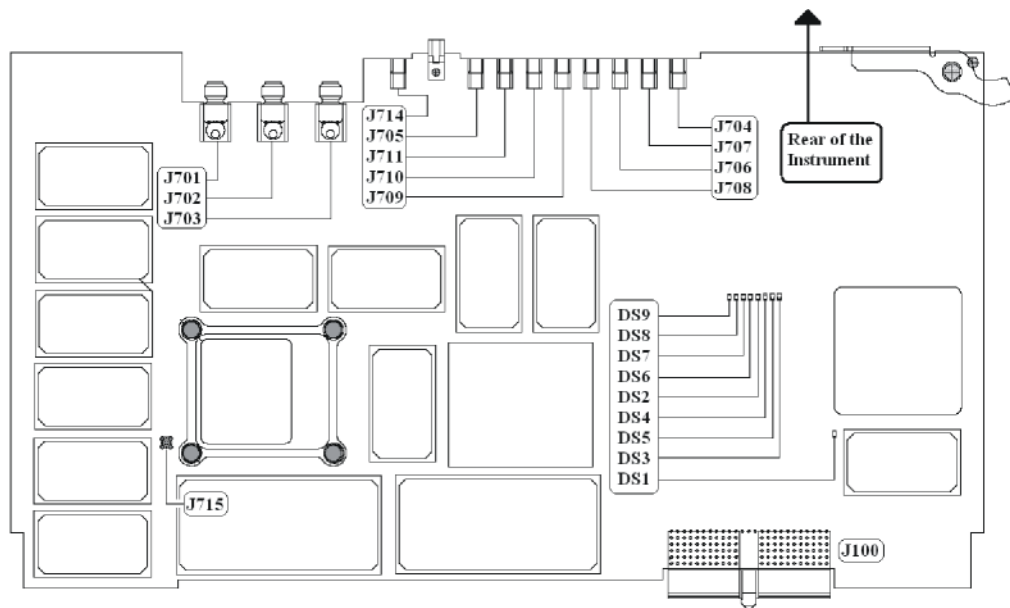 J714
J705
J711
J710
J709
J704
J707
J706
J708
Rear of the
Instrument
J701
J702
J703
DS9
DS8
DS7
DS6
DS2
DS4
DS5
DS3
DS1
J715
J100